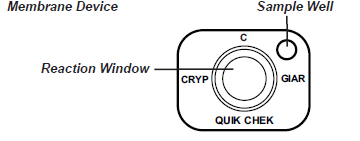 Membrane Device Sample Well
C
Reaction Window
CRYP GIAR
QUIK CHEK